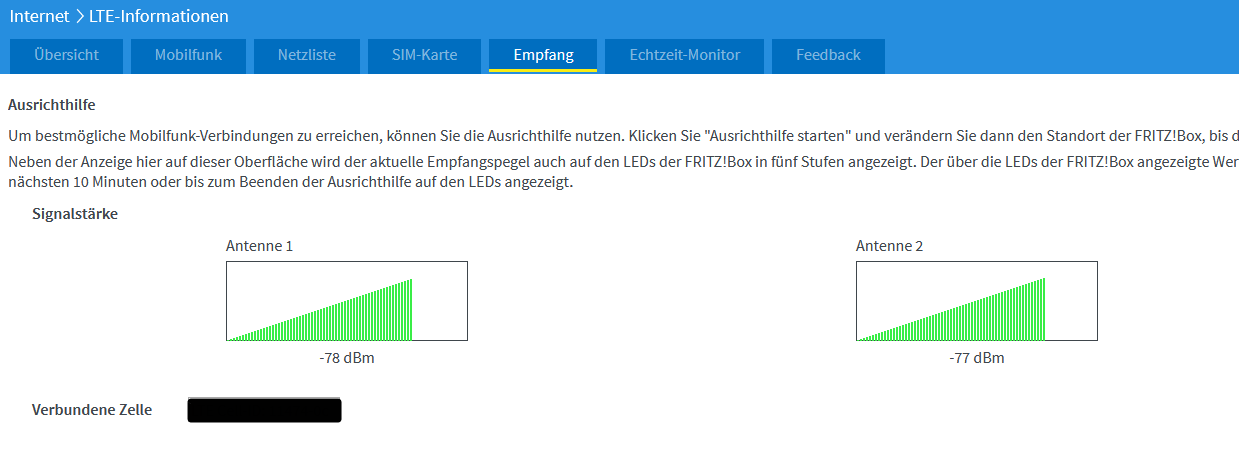 Internet > LTE-Informationen
Übersicht Mobilfunk Netzliste SIM-Karte Empfang Echtzeit-Monitor Feedback
Ausrichthilfe
Um bestmögliche Mobilfunk-Verbindungen zu erreichen, können Sie die Ausrichthilfe nutzen. Klicken Sie "Ausrichthilfe starten" und verändern Sie dann den Standort der FRITZ!Box, bis
Neben der Anzeige hier auf dieser Oberfläche wird der aktuelle Empfangspegel auch auf den LEDs der FRITZ!Box in fünf Stufen angezeigt. Der über die LEDs der FRITZ!Box angezeigte
nächsten 10 Minuten oder bis zum Beenden der Ausrichthilfe auf den LEDs angezeigt.
Signalstärke
Antenne 1 Antenne 2
-78 dBm -77 dBm
Verbundene Zelle